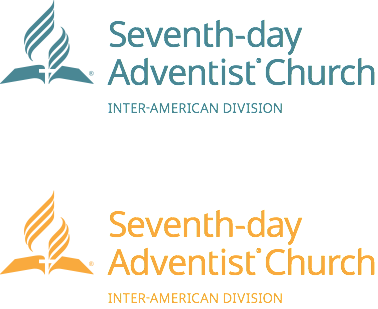 Seventh-day
Adventist® Church
INTER-AMERICAN DIVISION
®
Seventh-day
Adventist® Church
INTER-AMERICAN DIVISION
®